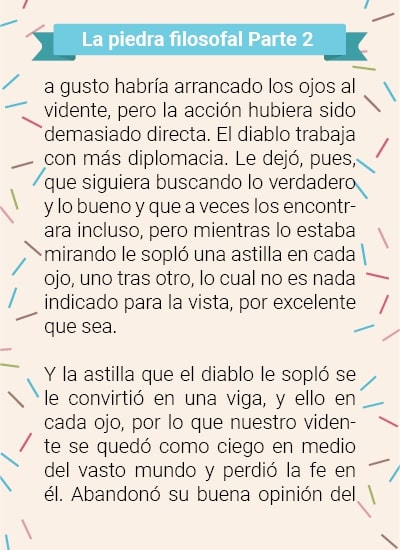 La piedra filosofal Parte 2
a gusto habría arrancado los ojos al
vidente, pero la acción hubiera sido
demasiado directa. El diablo trabaja
con más diplomacia. Le dejó, pues,
que siguiera buscando lo verdadero
y lo bueno y que a veces los encontr-
ara incluso, pero mientras lo estaba
mirando le sopló una astilla en cada
ojo, uno tras otro, lo cual no es nada
indicado para la vista, por excelente
que sea.
Y la astilla que el diablo le sopló se
le convirtió en una viga, y ello en
cada ojo, por lo que nuestro viden-
te se quedó como ciego en medio
del vasto mundo y perdió la fe en
él. Abandonó su buena opinión del